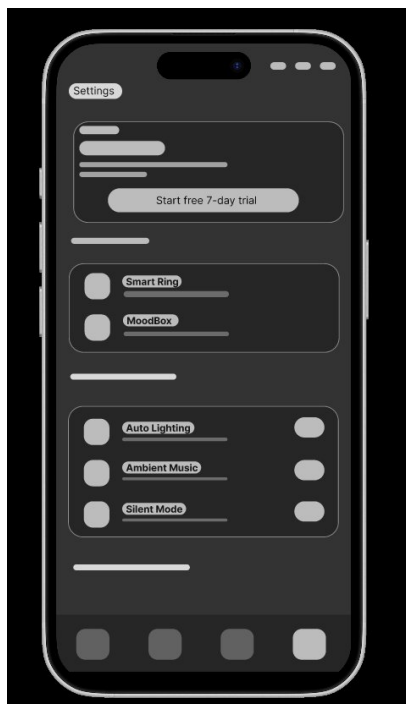 Settings
Start free 7-day trial
Smart Ring
MoodBox
Auto Lighting
Ambient Music
Silent Mode